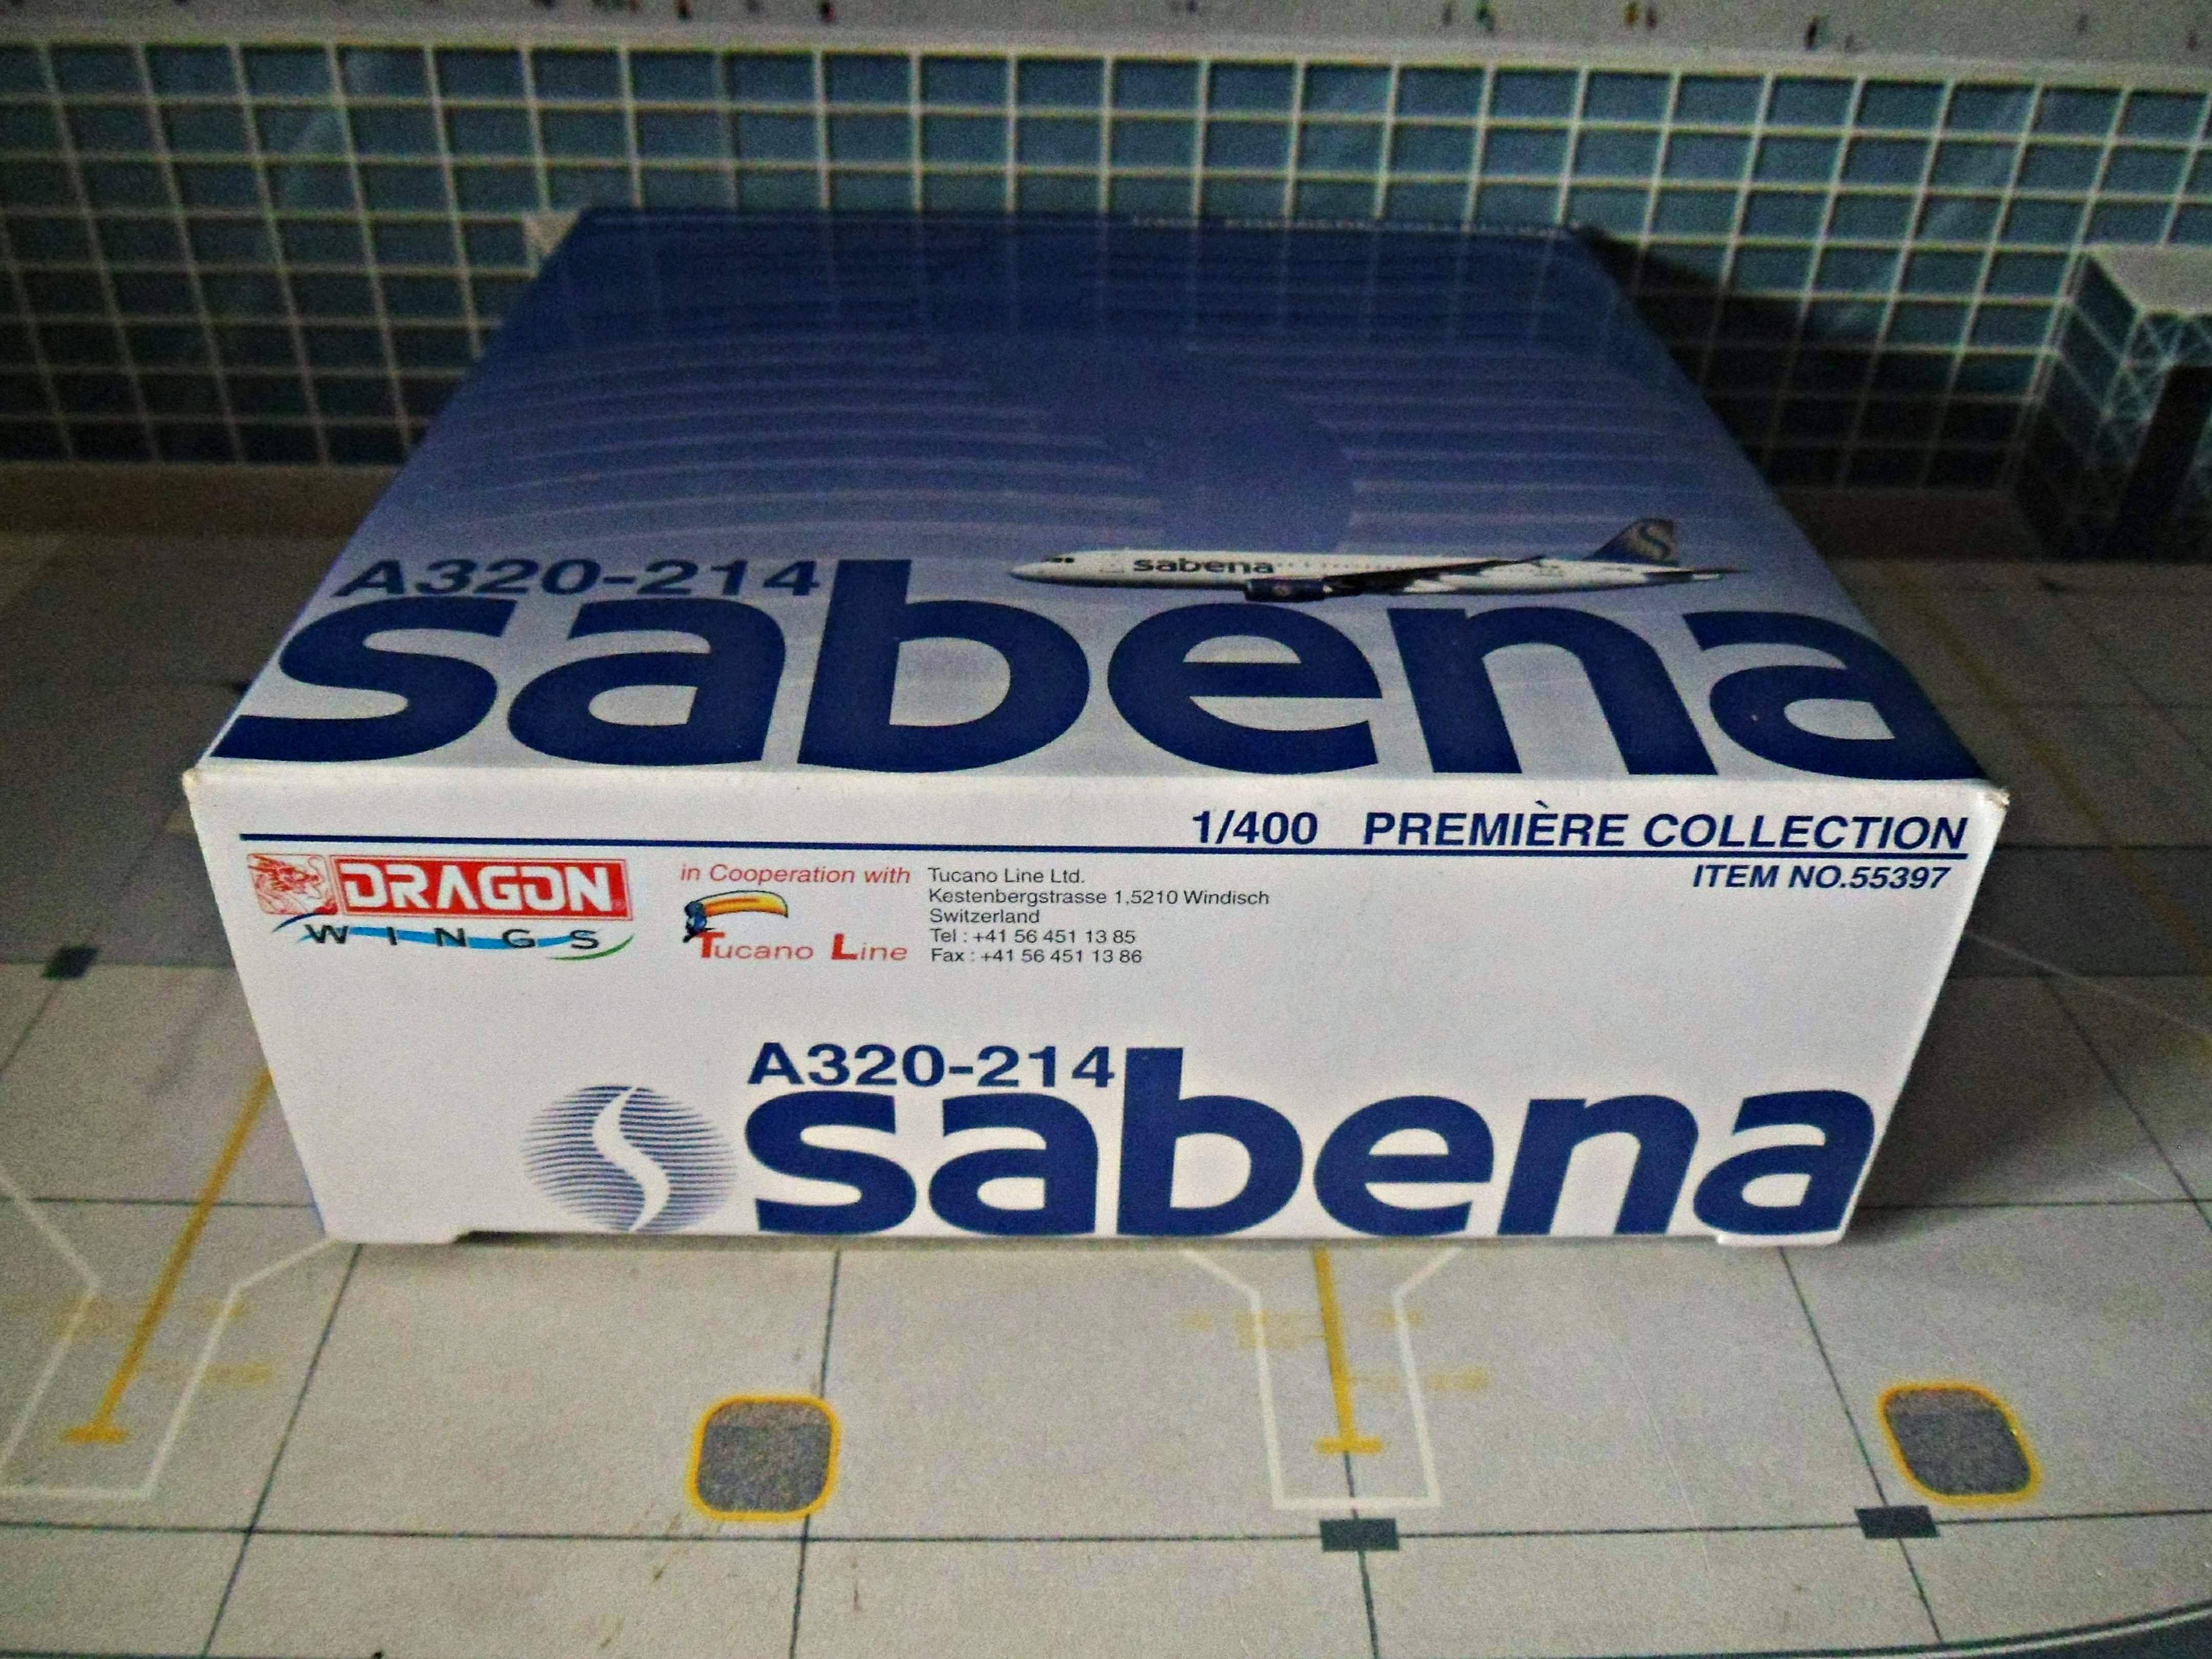 A320-214
sabena
sabena
1/400 PREMIÈRE COLLECTION
ITEM NO.55397
DRAGON
WINGS
in Cooperation with
Tucano Line
Tucano Line Ltd.
Kestenbergstrasse 1,5210 Windisch
Switzerland
Tel : +41 56 451 13 85
Fax : +41 56 451 13 86
A320-214
sabena